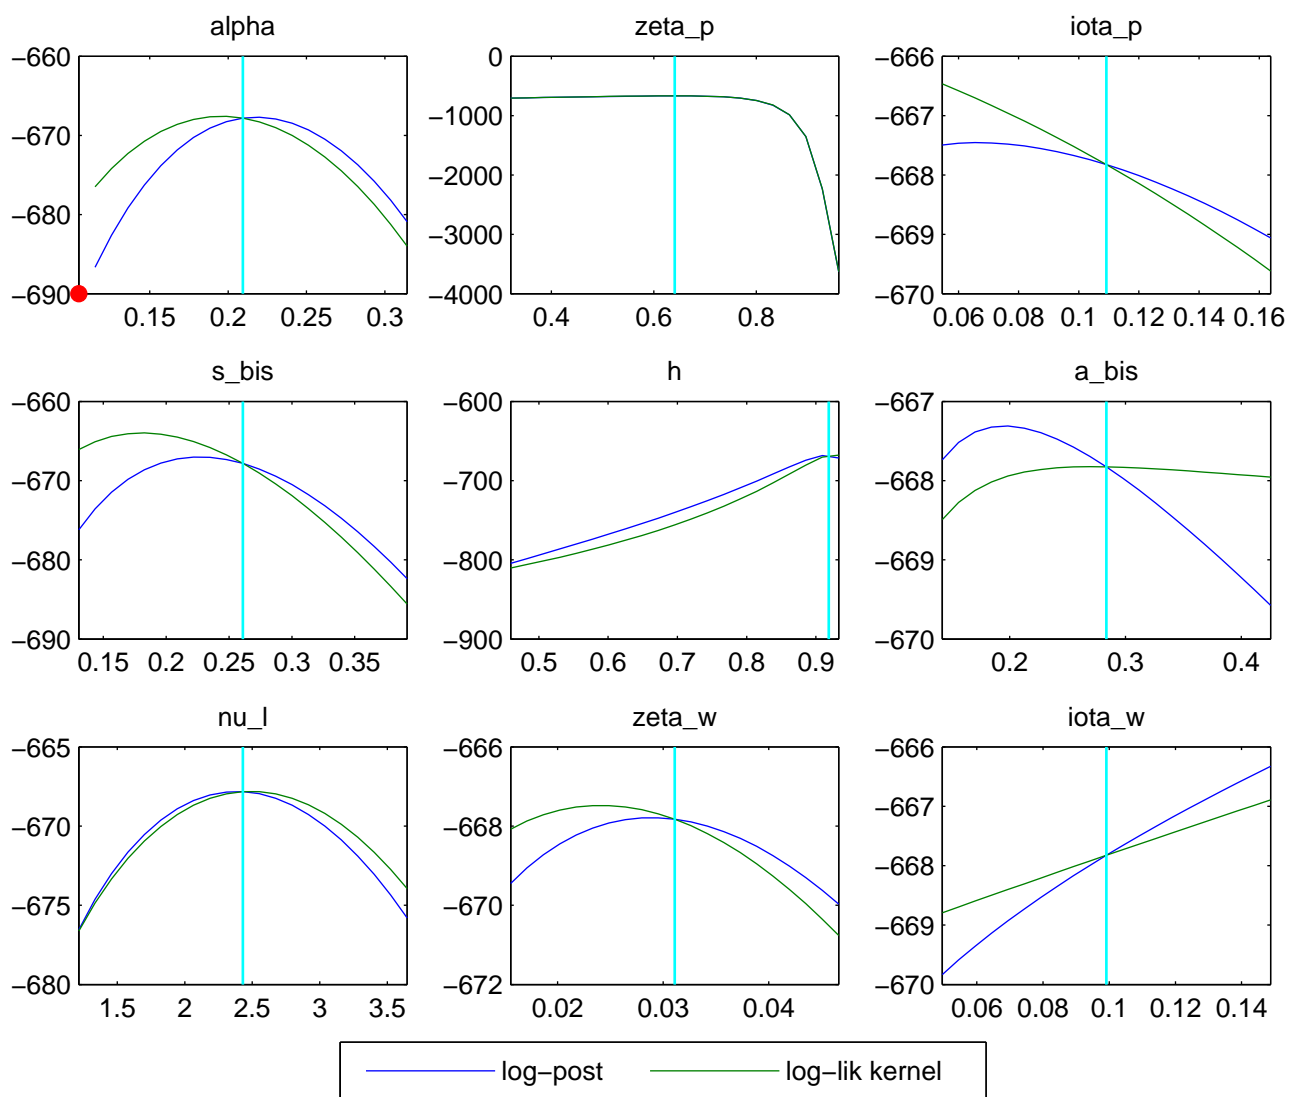 alpha
zeta_p
iota_p
−660
−670
−680
−690
0.15 0.2 0.25 0.3
0
−1000
−2000
−3000
−4000
0.4 0.6 0.8
−666
−667
−668
−669
−670
0.06 0.08 0.1 0.12 0.14 0.16
s_bis
h
a_bis
−660
−670
−680
−690
0.15 0.2 0.25 0.3 0.35
−600
−700
−800
−900
0.5 0.6 0.7 0.8 0.9
−667
−668
−669
−670
0.2 0.3 0.4
nu_l
zeta_w
iota_w
−665
−670
−675
−680
1.5 2 2.5 3 3.5
−666
−668
−670
−672
0.02 0.04
−666
−667
−668
−669
−670
0.06 0.08 0.1 0.12 0.14
log−post
log−lik kernel